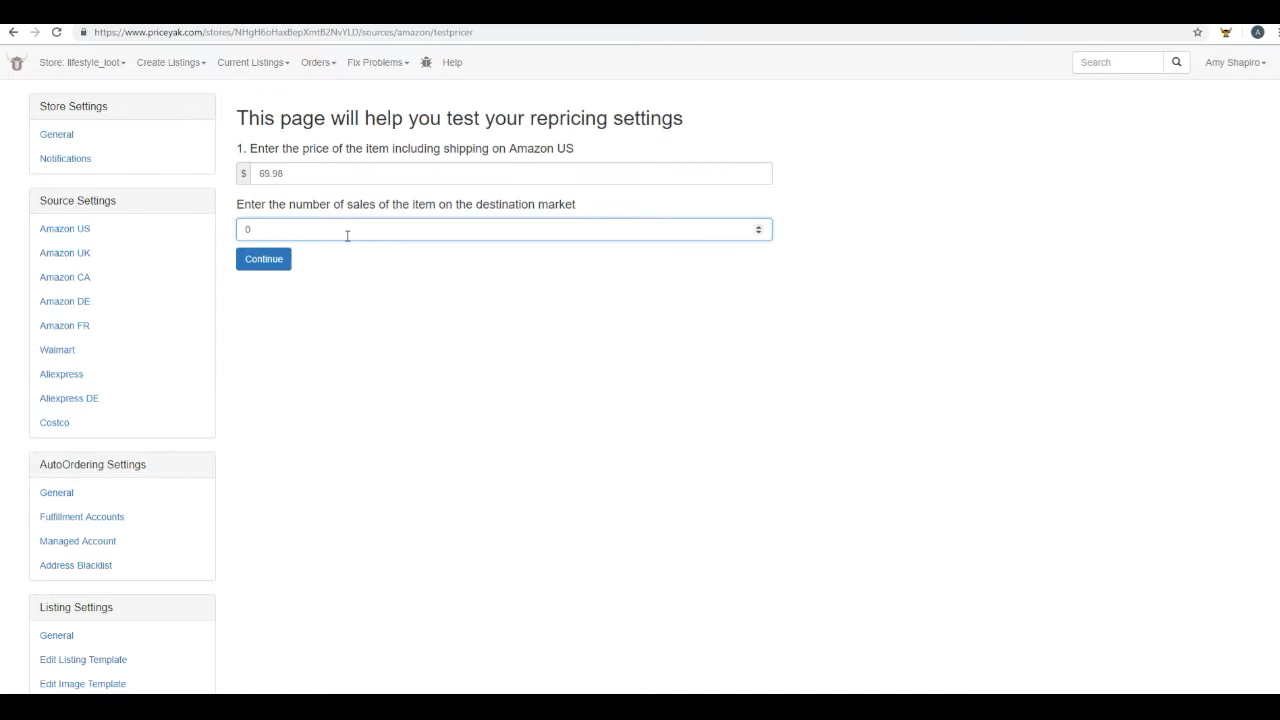 https://www.priceyak.com/stores/NHgH6oHaxBepXmtB2NvYLD/sources/amazon/testpricer
A
Store: lifestyle_loot
Create Listings
Current Listings
Orders
Fix Problems
Help
Search
Amy Shapiro
Store Settings
General
Notifications
Source Settings
Amazon US
Amazon UK
Amazon CA
Amazon DE
Amazon FR
Walmart
Aliexpress
Aliexpress DE
Costco
AutoOrdering Settings
General
Fulfillment Accounts
Managed Account
Address Blacklist
Listing Settings
General
Edit Listing Template
Edit Image Template
This page will help you test your repricing settings
1. Enter the price of the item including shipping on Amazon US
$ 69.98
Enter the number of sales of the item on the destination market
0
Continue